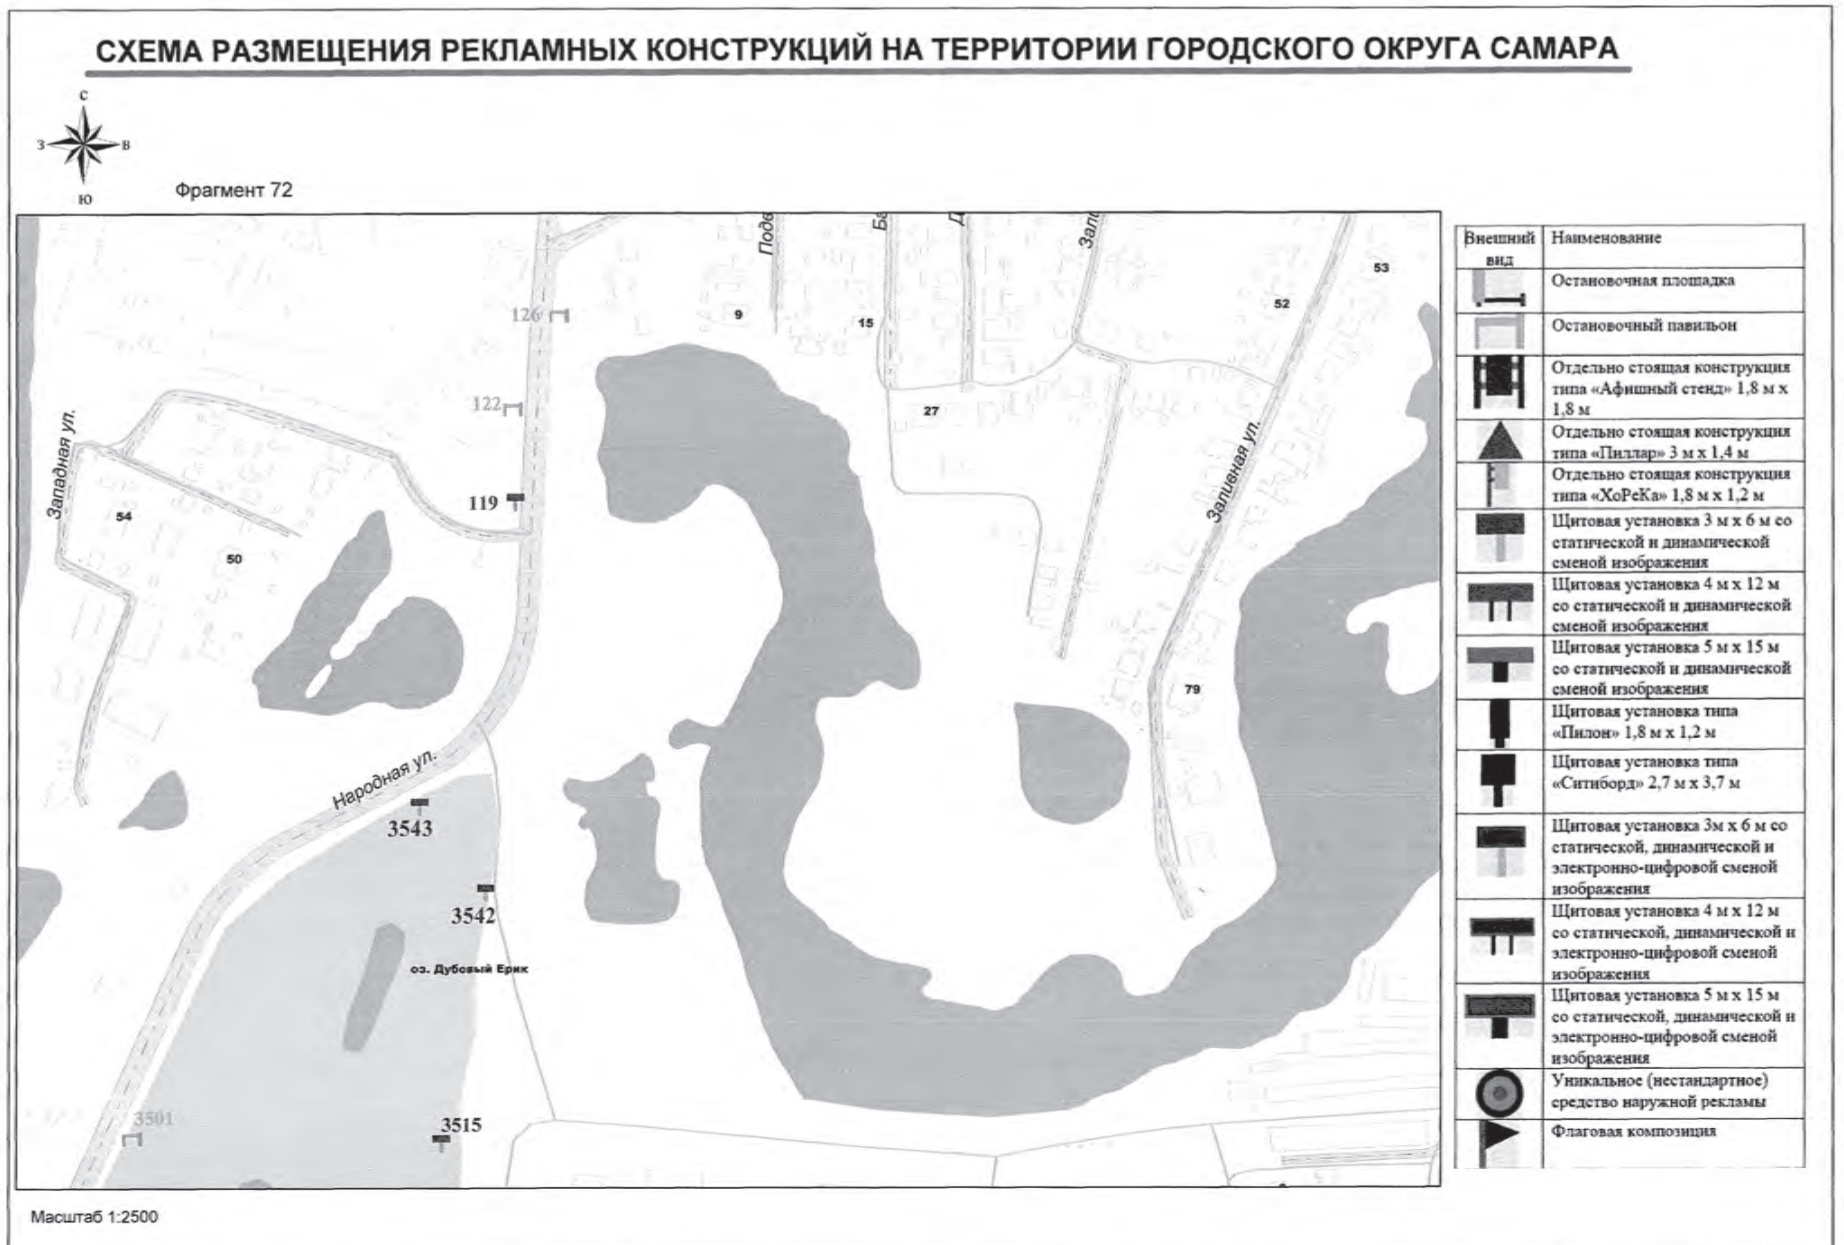 СХЕМА РАЗМЕЩЕНИЯ РЕКЛАМНЫХ КОНСТРУКЦИЙ НА ТЕРРИТОРИИ ГОРОДСКОГО ОКРУГА САМАРА
С
З
В
Ю
Фрагмент 72
Поде
Ба
Д
Зали
53
52
126
9
15
122
27
Западная ул.
Заливная ул.
119
54
50
79
Народная ул.
3543
3542
оз. Дубовый Ерик
3501
3515
Внешний вид
Наименование
Остановочная площадка
Остановочный павильон
Отдельно стоящая конструкция
типа «Афишный стенд» 1,8 м х
1,8 м
Отдельно стоящая конструкция
типа «Пиллар» 3 м х 1,4 м
Отдельно стоящая конструкция
типа «ХоРеКа» 1,8 м х 1,2 м
Щитовая установка 3 м х 6 м со
статической и динамической
сменой изображения
Щитовая установка 4 м х 12 м
со статической и динамической
сменой изображения
Щитовая установка 5 м х 15 м
со статической и динамической
сменой изображения
Щитовая установка типа
«Пилон» 1,8 м х 1,2 м
Щитовая установка типа
«Ситиборд» 2,7 м х 3,7 м
Щитовая установка 3м х 6 м со
статической, динамической и
электронно-цифровой сменой
изображения
Щитовая установка 4 м х 12 м
со статической, динамической и
электронно-цифровой сменой
изображения
Щитовая установка 5 м х 15 м
со статической, динамической и
электронно-цифровой сменой
изображения
Уникальное (нестандартное)
средство наружной рекламы
Флаговая композиция
Масштаб 1:2500